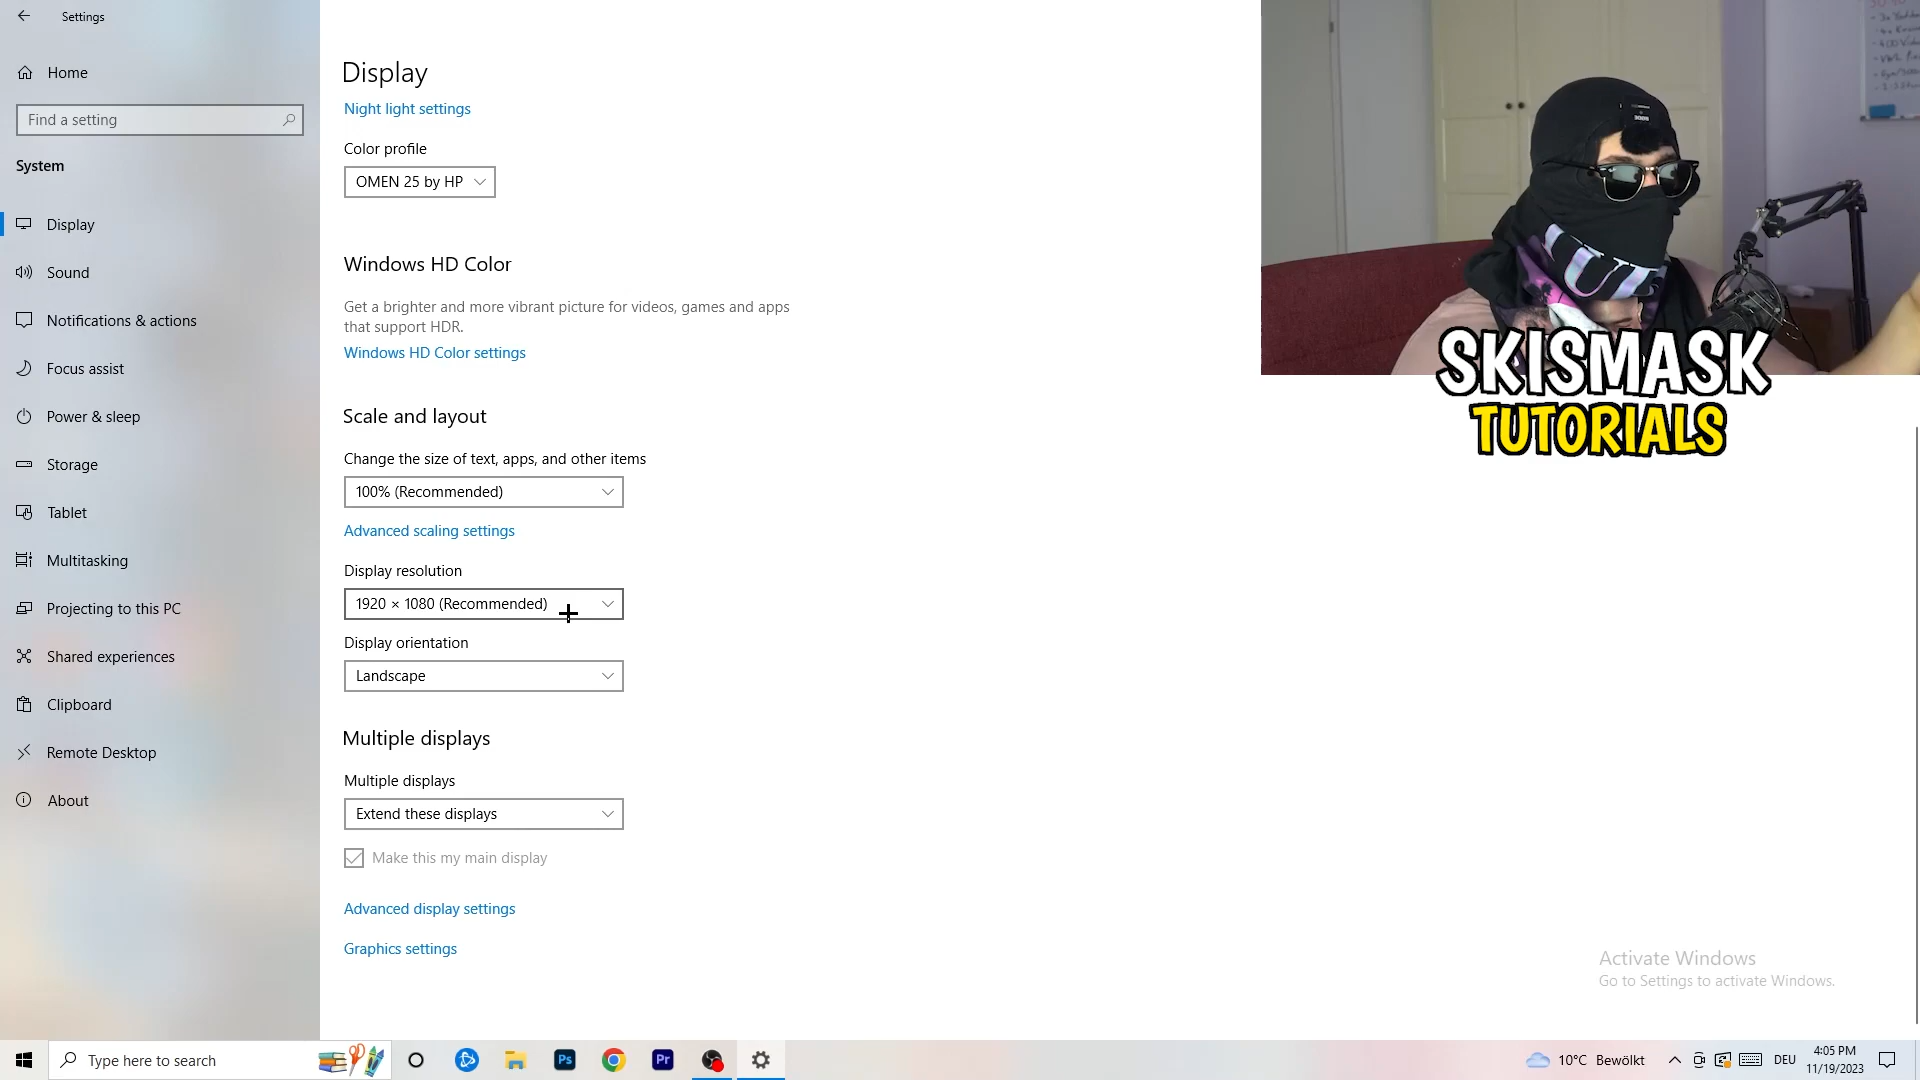 Settings
Home
Find a setting
System
Display
Sound
Notifications & actions
Focus assist
Power & sleep
Storage
Tablet
Multitasking
Projecting to this PC
Shared experiences
Clipboard
Remote Desktop
About
Display
Night light settings
Color profile
OMEN 25 by HP
Windows HD Color
Get a brighter and more vibrant picture for videos, games and apps
that support HDR.
Windows HD Color settings
Scale and layout
Change the size of text, apps, and other items
100% (Recommended)
Advanced scaling settings
Display resolution
1920 × 1080 (Recommended)
Display orientation
Landscape
Multiple displays
Multiple displays
Extend these displays
Make this my main display
Advanced display settings
Graphics settings
SKISMASK
TUTORIALS
Activate Windows
Go to Settings to activate Windows.
Type here to search
Ps
Pr
10°C Bewölkt
DEU
4:05 PM
11/19/2023